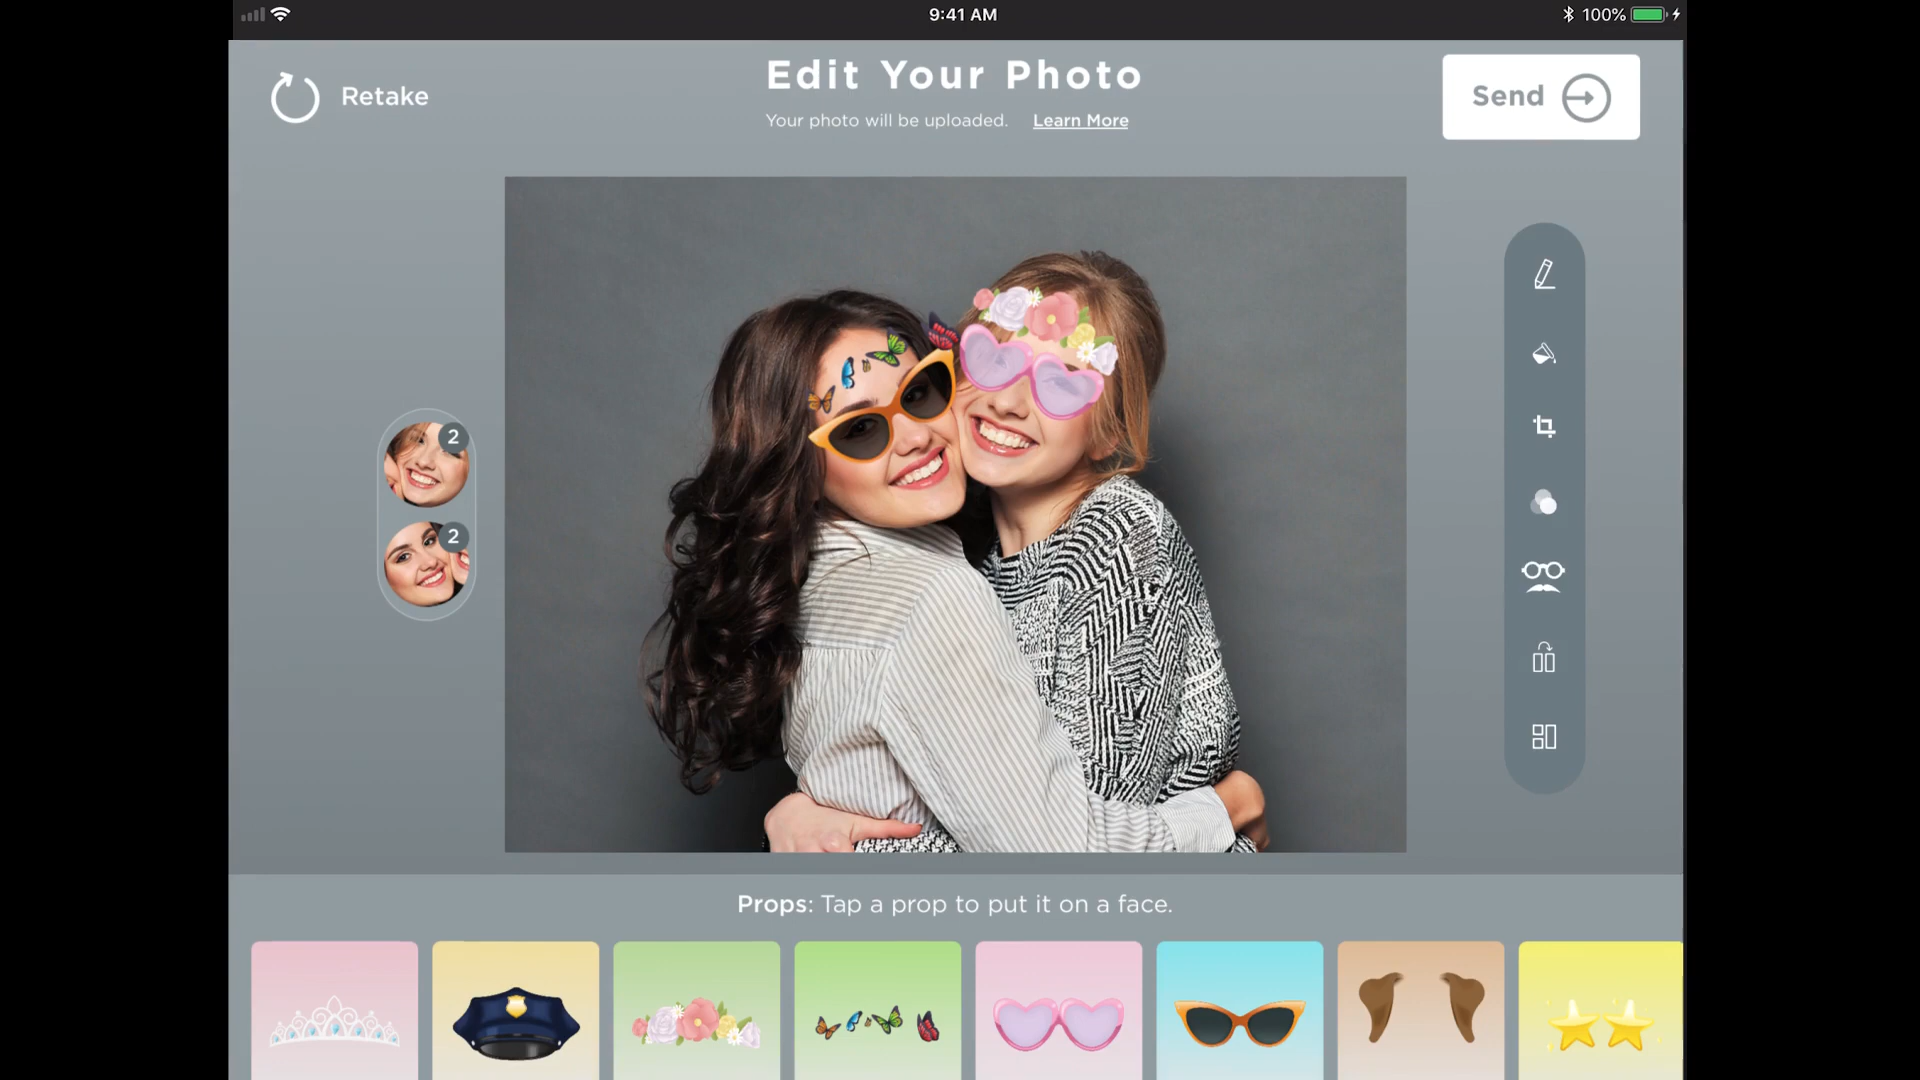 9:41 AM
100%
Retake
Edit Your Photo
Your photo will be uploaded. Learn More
Send
2
2
Props: Tap a prop to put it on a face.